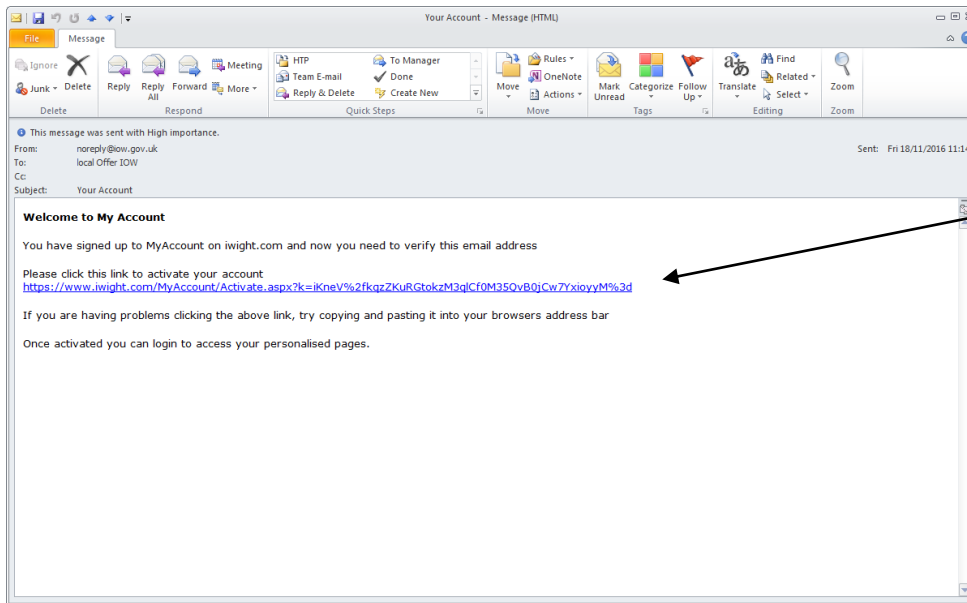 Your Account - Message (HTML)
File Message
Ignore
Junk
Delete
Reply
Reply All
Forward
Meeting
More
HTP
Team E-mail
Reply & Delete
To Manager
Done
Create New
Move
Rules
OneNote
Actions
Mark Unread
Categorize
Follow Up
Translate
Find
Related
Select
Zoom
Delete Respond Quick Steps Move Tags Editing Zoom
This message was sent with High importance.
From: noreply@iow.gov.uk Sent: Fri 18/11/2016 11:14
To: local Offer IOW
Cc:
Subject: Your Account
Welcome to My Account
You have signed up to MyAccount on iwight.com and now you need to verify this email address
Please click this link to activate your account
https://www.iwight.com/MyAccount/Activate.aspx?k=iKneV%2fkqzZKuRGtokzM3qlCf0M35QvB0jCw7YxioyyM%3d
If you are having problems clicking the above link, try copying and pasting it into your browsers address bar
Once activated you can login to access your personalised pages.